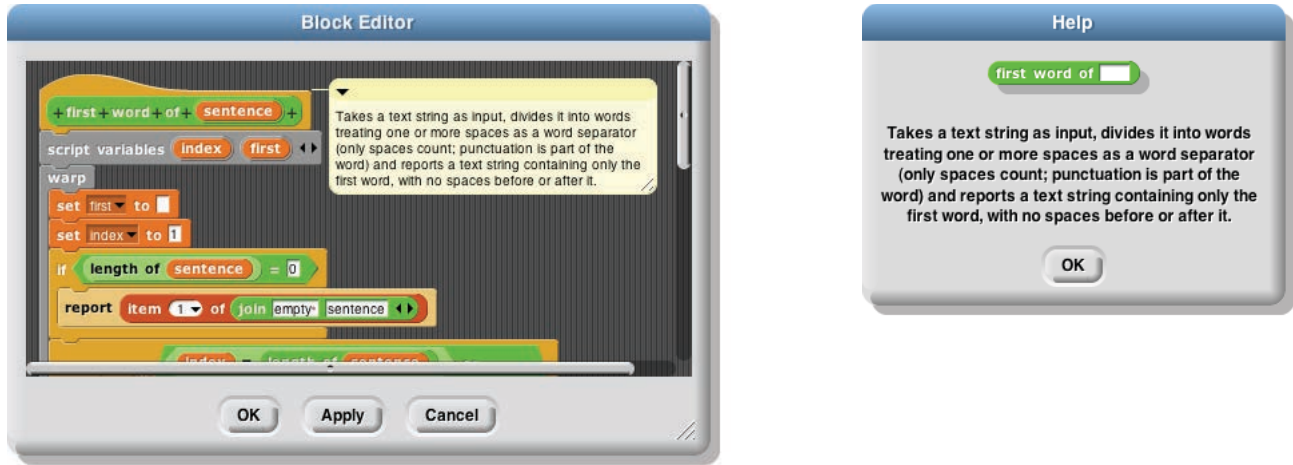 Block Editor
+first+word+of+ sentence +
script variables index first
warp
set first to
set index to 1
if length of sentence = 0
report item 1 of join empty sentence
index = length of sentence
Takes a text string as input, divides it into words
treating one or more spaces as a word separator
(only spaces count; punctuation is part of the
word) and reports a text string containing only the
first word, with no spaces before or after it.
OK Apply Cancel
Help
first word of
Takes a text string as input, divides it into words
treating one or more spaces as a word separator
(only spaces count; punctuation is part of the
word) and reports a text string containing only the
first word, with no spaces before or after it.
OK